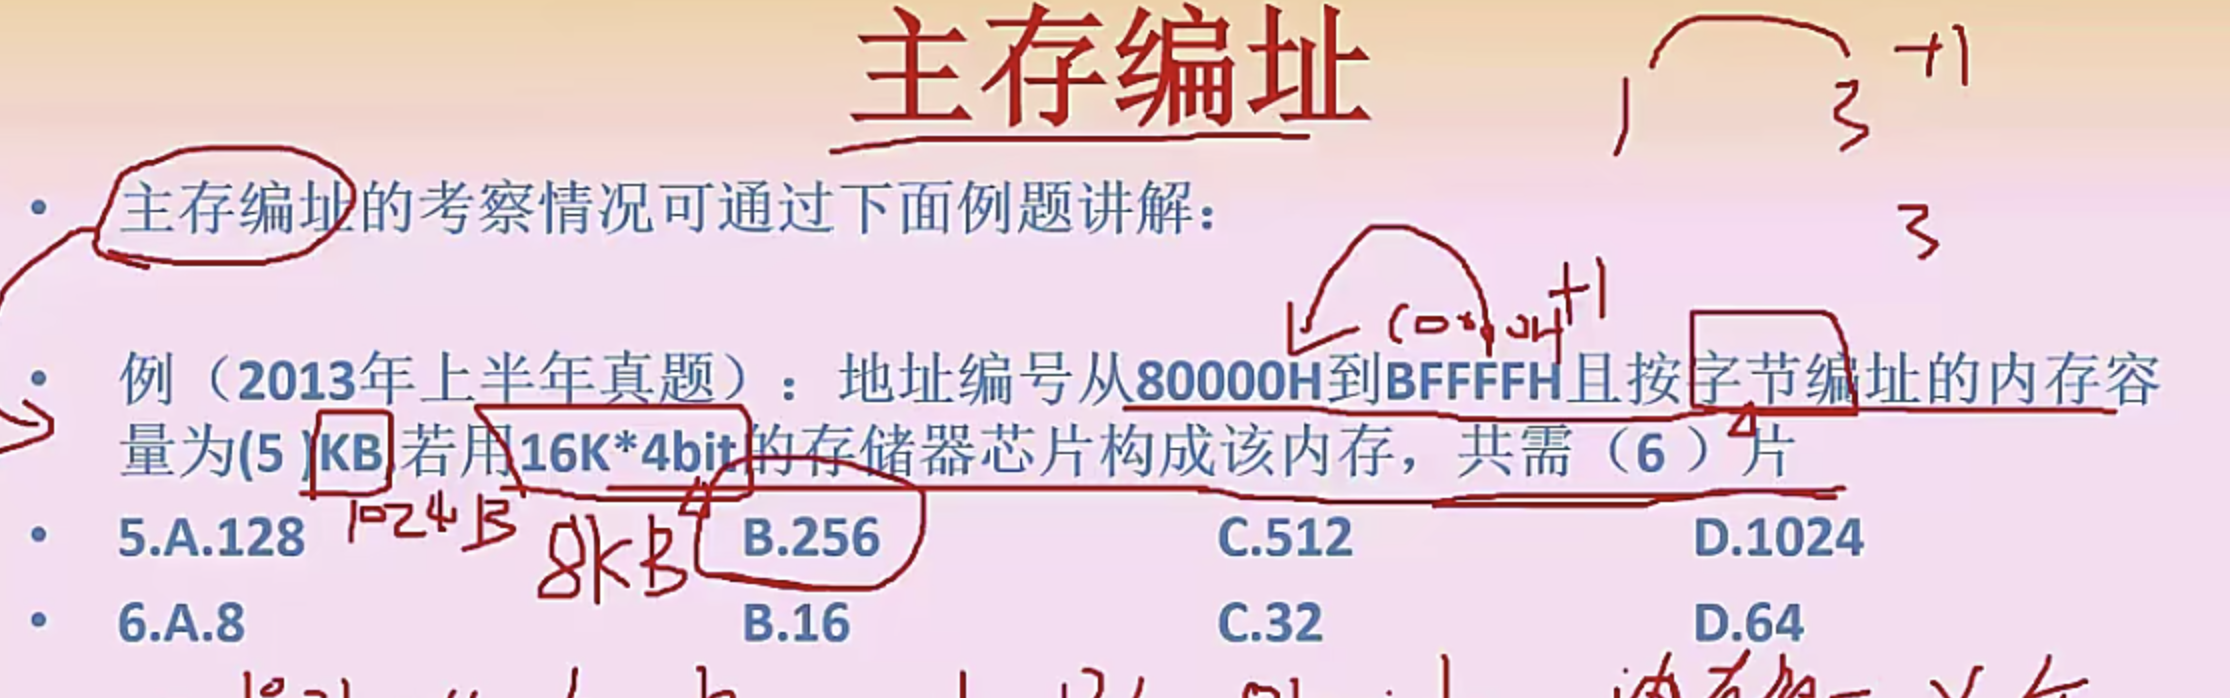 主存编址
1 3 +1
3
• 主存编址的考察情况可通过下面例题讲解：
+1
• 例（2013年上半年真题）：地址编号从80000H到BFFFFH且按字节编址的内存容
量为(5 )KB,若用16K*4bit的存储器芯片构成该内存，共需（6 ）片
1024B 8KB
• 5.A.128 B.256 C.512 D.1024
• 6.A.8 B.16 C.32 D.64